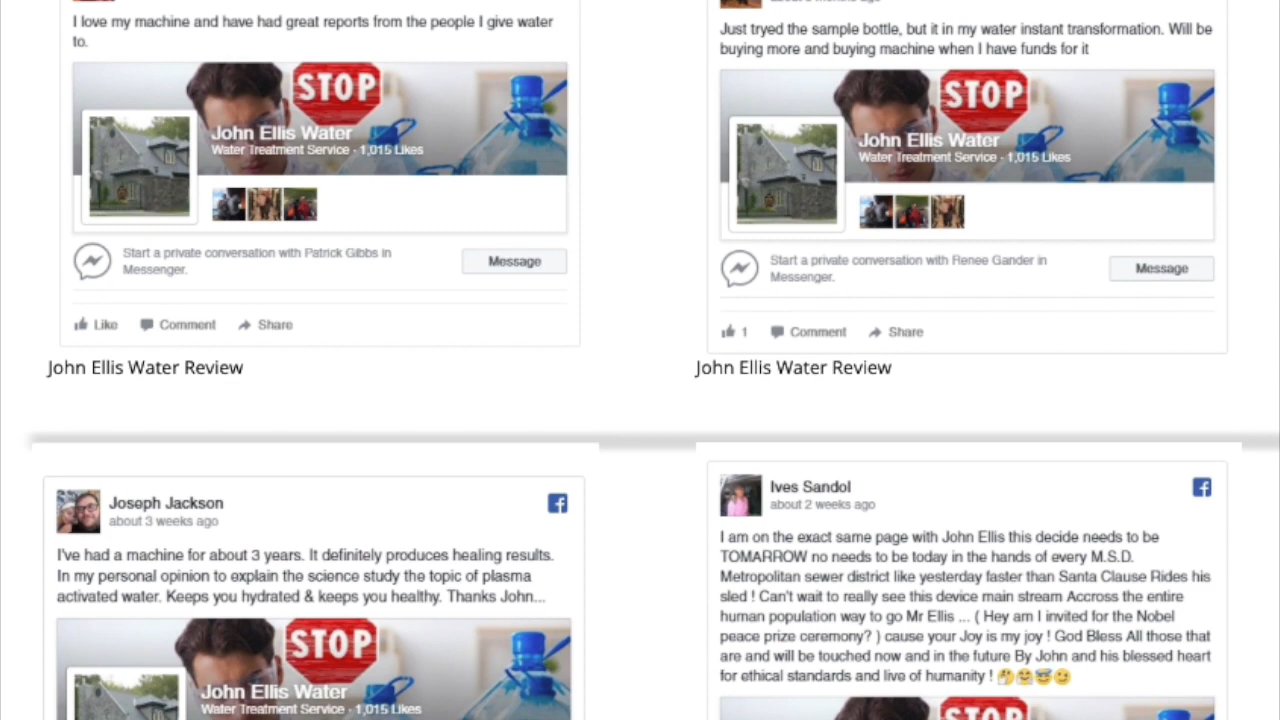 I love my machine and have had great reports from the people I give water
to.
STOP
John Ellis Water
Water Treatment Service · 1,015 Likes
Start a private conversation with Patrick Gibbs in
Messenger.
Message
Like Comment Share
John Ellis Water Review
Just tryed the sample bottle, but it in my water instant transformation. Will be
buying more and buying machine when I have funds for it
STOP
John Ellis Water
Water Treatment Service · 1,015 Likes
Start a private conversation with Renee Gander in
Messenger.
Message
1 Comment Share
John Ellis Water Review
Joseph Jackson
about 3 weeks ago
I've had a machine for about 3 years. It definitely produces healing results.
In my personal opinion to explain the science study the topic of plasma
activated water. Keeps you hydrated & keeps you healthy. Thanks John...
STOP
John Ellis Water
Water Treatment Service · 1,015 Likes
Ives Sandol
about 2 weeks ago
I am on the exact same page with John Ellis this decide needs to be
TOMARROW no needs to be today in the hands of every M.S.D.
Metropolitan sewer district like yesterday faster than Santa Clause Rides his
sled ! Can't wait to really see this device main stream Accross the entire
human population way to go Mr Ellis ... ( Hey am I invited for the Nobel
peace prize ceremony? ) cause your Joy is my joy ! God Bless All those that
are and will be touched now and in the future By John and his blessed heart
for ethical standards and live of humanity ! 🤔😊😇😉
STOP